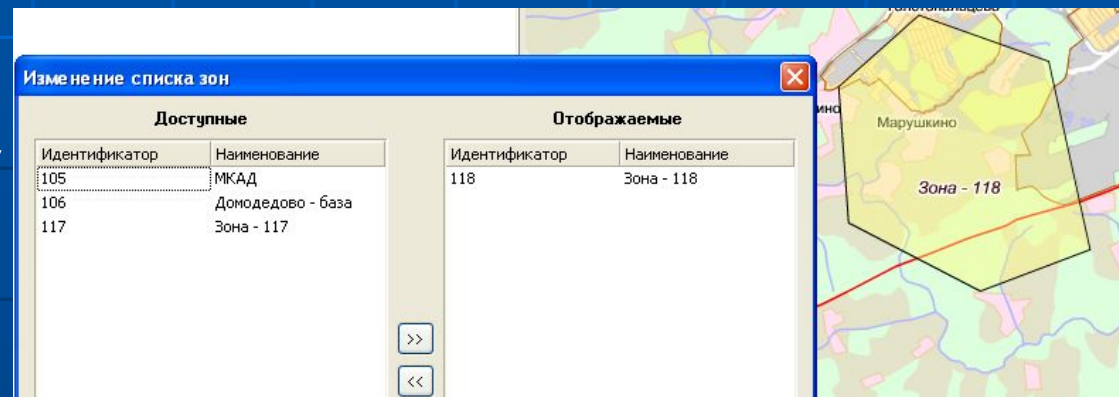 Изменение списка зон
Доступные
Отображаемые
Идентификатор Наименование
105 МКАД
106 Домодедово - база
117 Зона - 117
Идентификатор Наименование
118 Зона - 118
>>
<<
Марушкино
Зона - 118